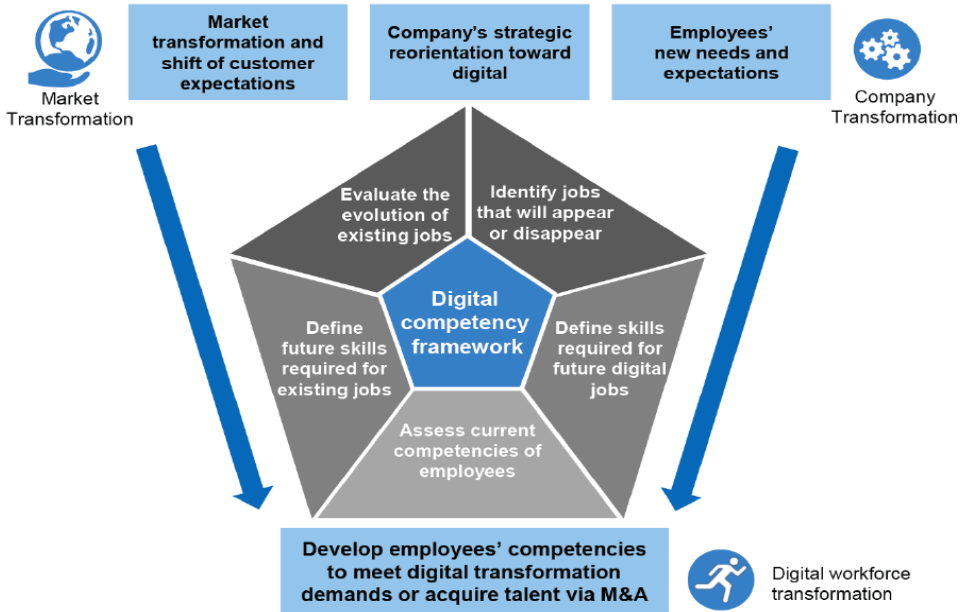 Market
transformation and
shift of customer
expectations
Company’s strategic
reorientation toward
digital
Employees’
new needs and
expectations
Market
Transformation
Company
Transformation
Evaluate the
evolution of
existing jobs
Identify jobs
that will appear
or disappear
Digital
competency
framework
Define
future skills
required for
existing jobs
Define skills
required for
future digital
jobs
Assess current
competencies of
employees
Develop employees’ competencies
to meet digital transformation
demands or acquire talent via M&A
Digital workforce
transformation